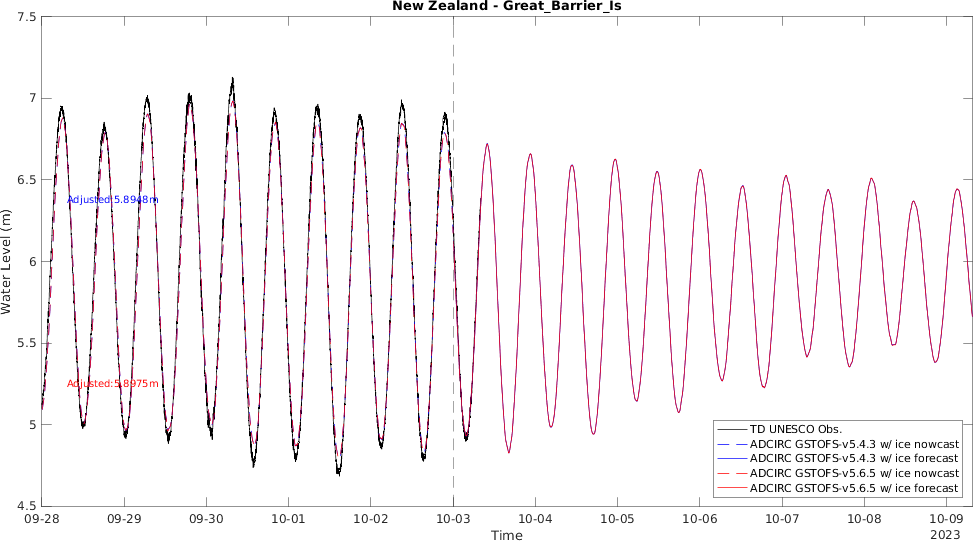 New Zealand - Great_Barrier_Is
7.5
7
6.5
6
5.5
5
4.5
Water Level (m)
Adjusted:5.8948m
Adjusted:5.8975m
TD UNESCO Obs.
ADCIRC GSTOFS-v5.4.3 w/ ice nowcast
ADCIRC GSTOFS-v5.4.3 w/ ice forecast
ADCIRC GSTOFS-v5.6.5 w/ ice nowcast
ADCIRC GSTOFS-v5.6.5 w/ ice forecast
09-28 09-29 09-30 10-01 10-02 10-03 10-04 10-05 10-06 10-07 10-08 10-09
2023
Time